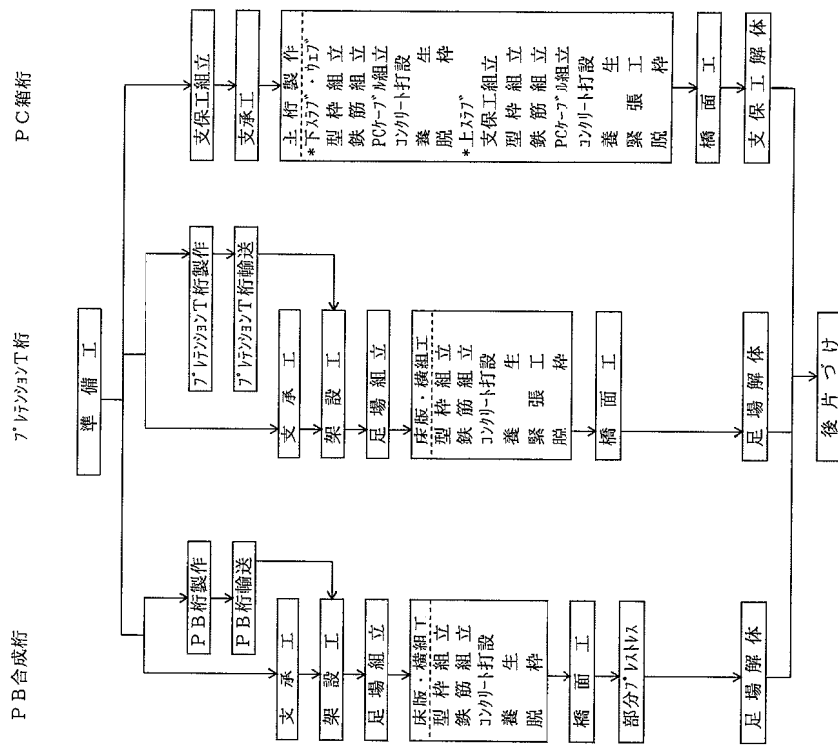 PB合成桁
プレテンションT桁
PC箱桁
準備工
PB桁製作
PB桁輸送
支承工
架設工
足場組立
床版・横組工
型枠組立
鉄筋組立
コンクリート打設
養生
脱枠
橋面工
部分プレストレス
足場解体
プレテンションT桁製作
プレテンションT桁輸送
支承工
架設工
足場組立
床版・横組工
型枠組立
鉄筋組立
コンクリート打設
養生
緊張工
脱枠
橋面工
足場解体
支保工組立
支承工
主桁製作
*下スラブ・ウェブ
型枠組立
鉄筋組立
PCケーブル組立
コンクリート打設
養生
脱枠
*上スラブ
支保工組立
型枠組立
鉄筋組立
PCケーブル組立
コンクリート打設
養生
緊張工
脱枠
橋面工
支保工解体
後片づけ